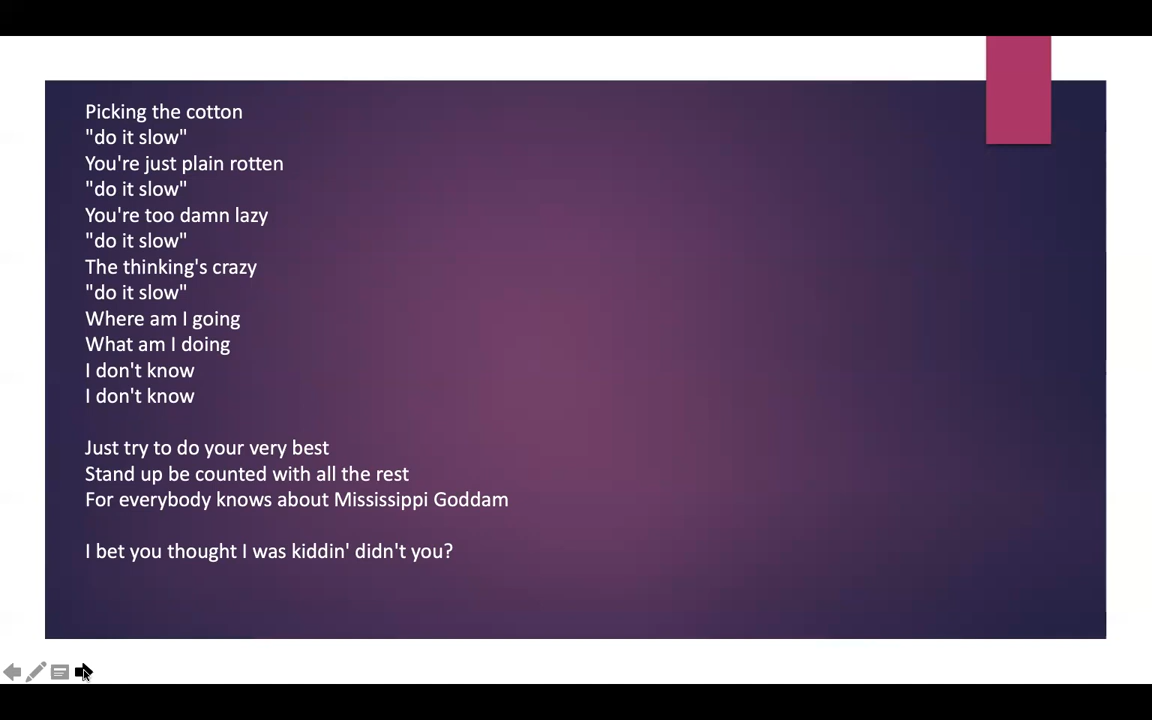 Picking the cotton
"do it slow"
You're just plain rotten
"do it slow"
You're too damn lazy
"do it slow"
The thinking's crazy
"do it slow"
Where am I going
What am I doing
I don't know
I don't know
Just try to do your very best
Stand up be counted with all the rest
For everybody knows about Mississippi Goddam
I bet you thought I was kiddin' didn't you?